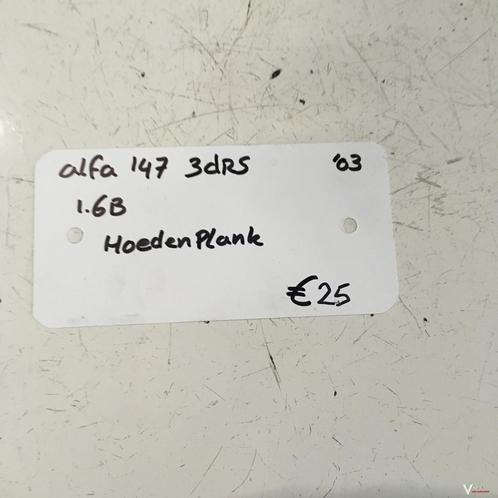 alfa 147 3dRS '03
1.6B
HoedenPlank
€25